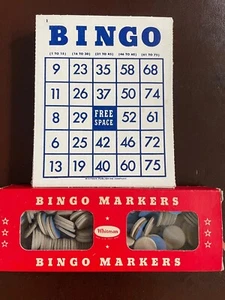 1
BINGO
(1 TO 15) (16 TO 30) (31 TO 45) (46 TO 60) (61 TO 75)
9 23 35 58 68
11 26 37 50 74
8 29 FREE SPACE 52 61
6 25 42 46 62
13 19 40 60 75
BINGO MARKERS
Whitman
BINGO MARKERS